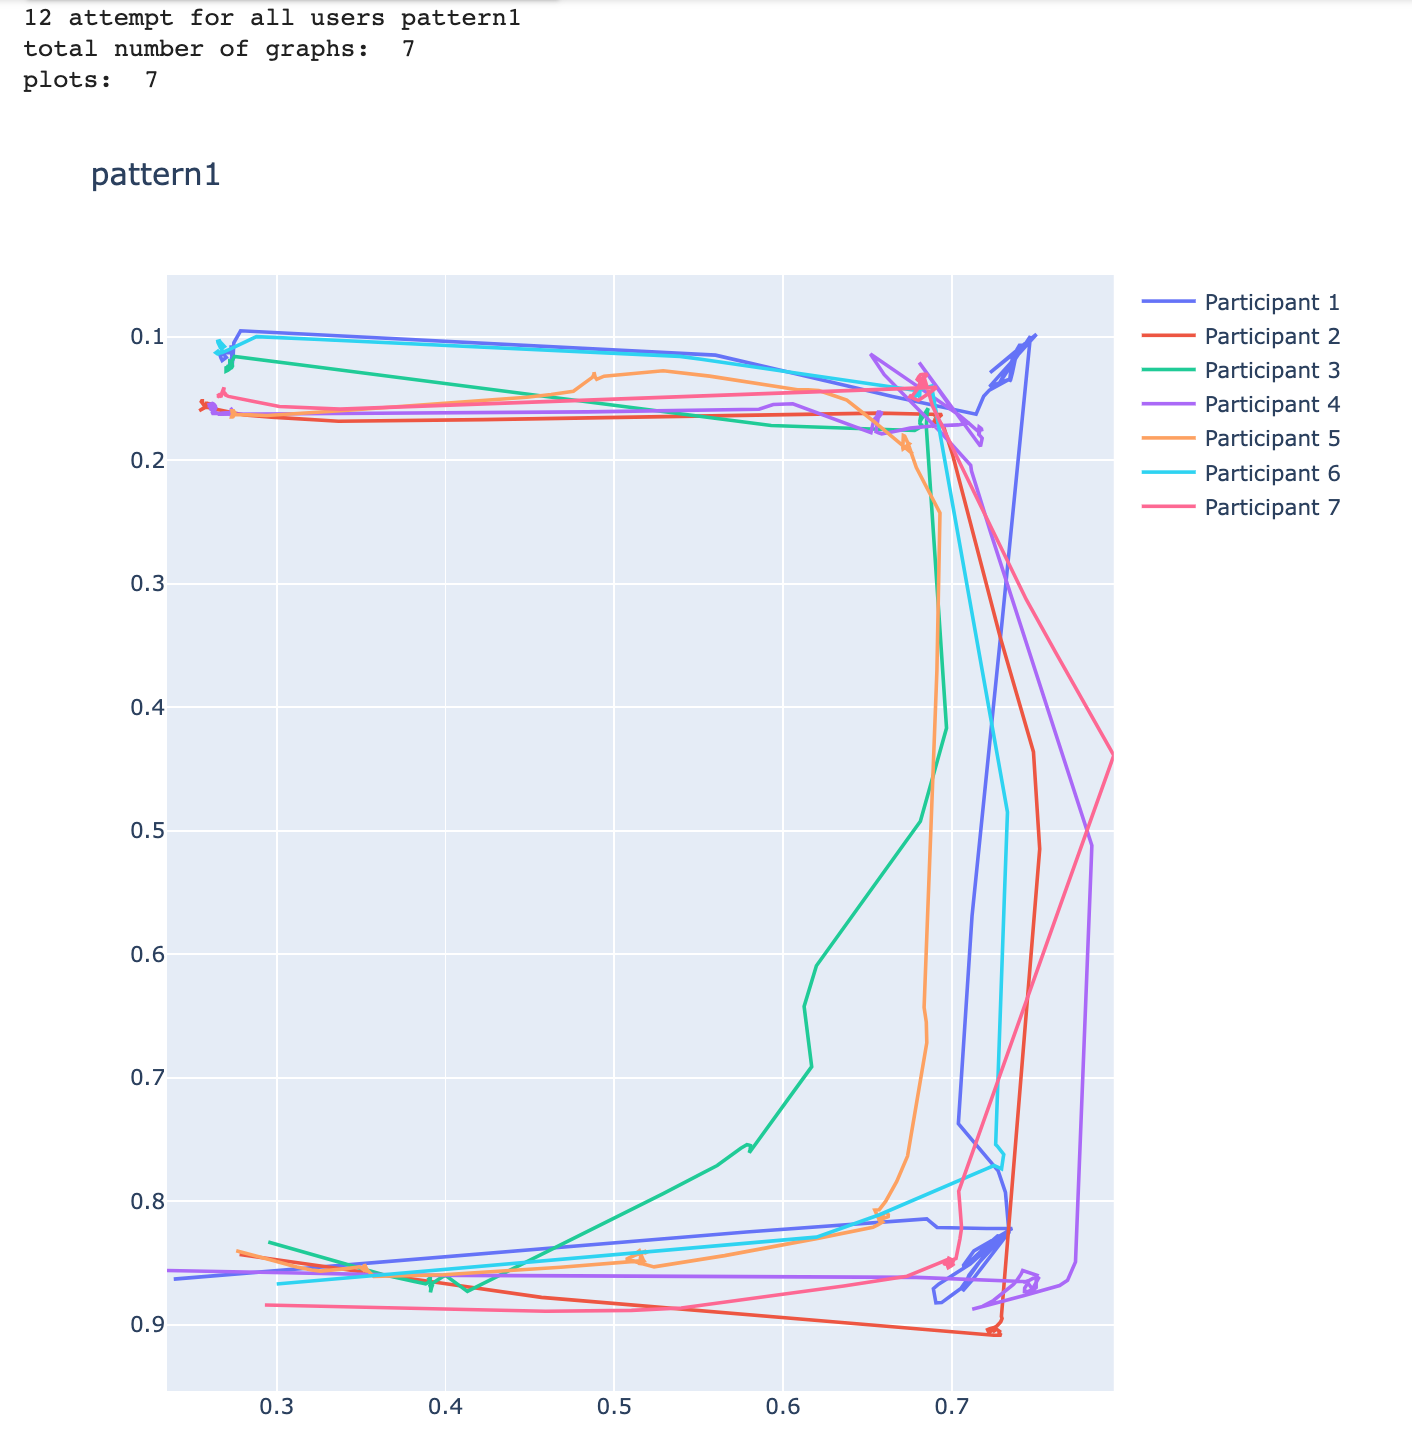 12 attempt for all users pattern1
total number of graphs:  7
plots:  7
pattern1
0.1
0.2
0.3
0.4
0.5
0.6
0.7
0.8
0.9
0.3
0.4
0.5
0.6
0.7
Participant 1
Participant 2
Participant 3
Participant 4
Participant 5
Participant 6
Participant 7